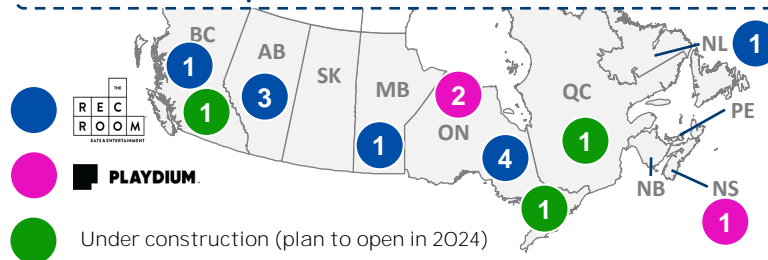 BC
AB
SK
MB
ON
QC
NL
PE
NB
NS
1
1
3
1
2
4
1
1
1
1
THE
REC
ROOM
EATS & ENTERTAINMENT
PLAYDIUM
Under construction (plan to open in 2024)